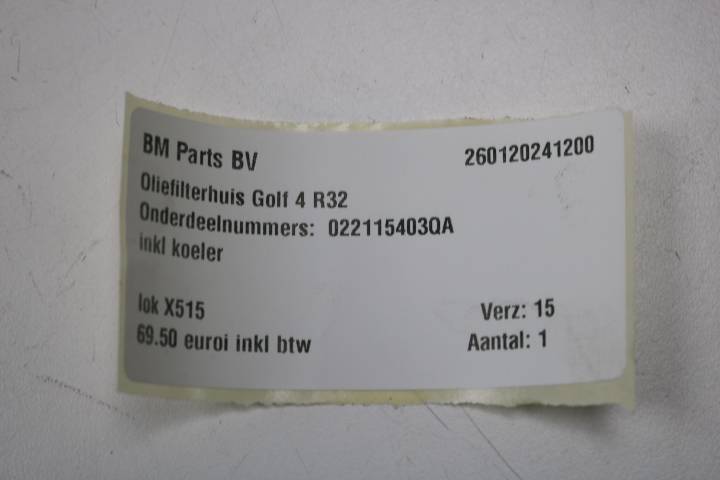 BM Parts BV
260120241200
Oliefilterhuis Golf 4 R32
Onderdeelnummers: 022115403QA
inkl koeler
lok X515
Verz: 15
69.50 euroi inkl btw
Aantal: 1